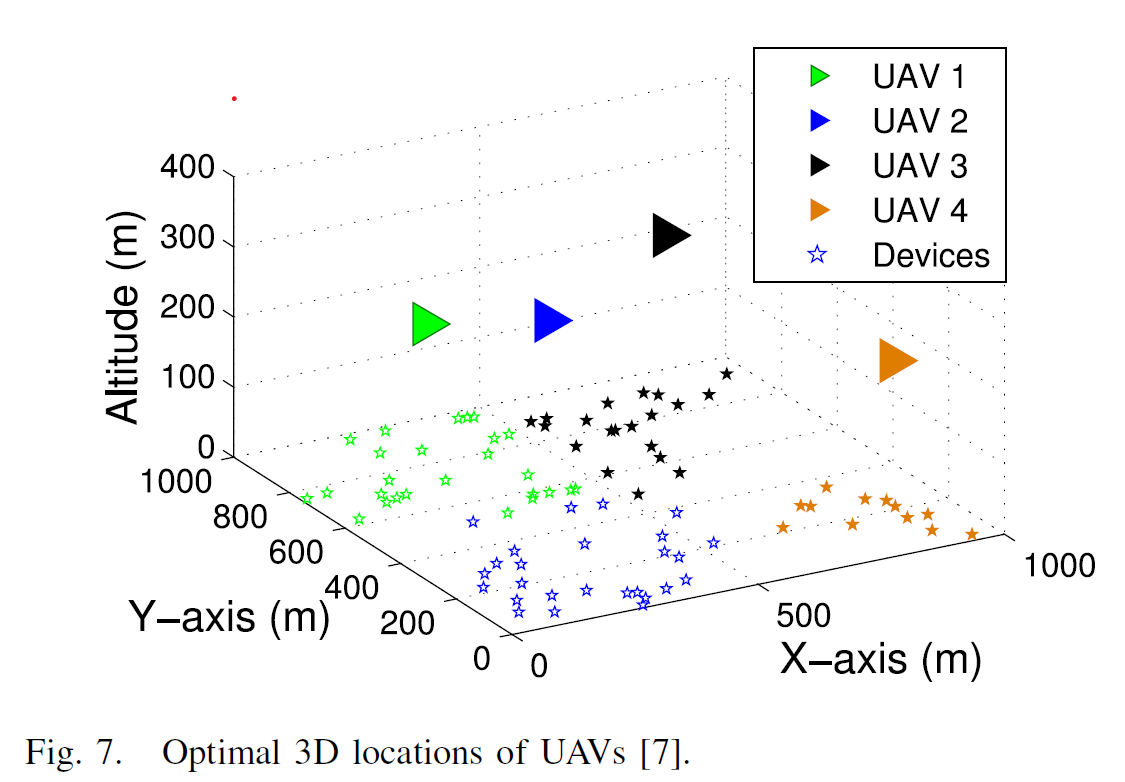 UAV 1
UAV 2
UAV 3
UAV 4
Devices
400
300
200
100
0
Altitude (m)
1000
800
600
400
200
0
Y−axis (m)
0
500
1000
X−axis (m)
Fig. 7. Optimal 3D locations of UAVs [7].